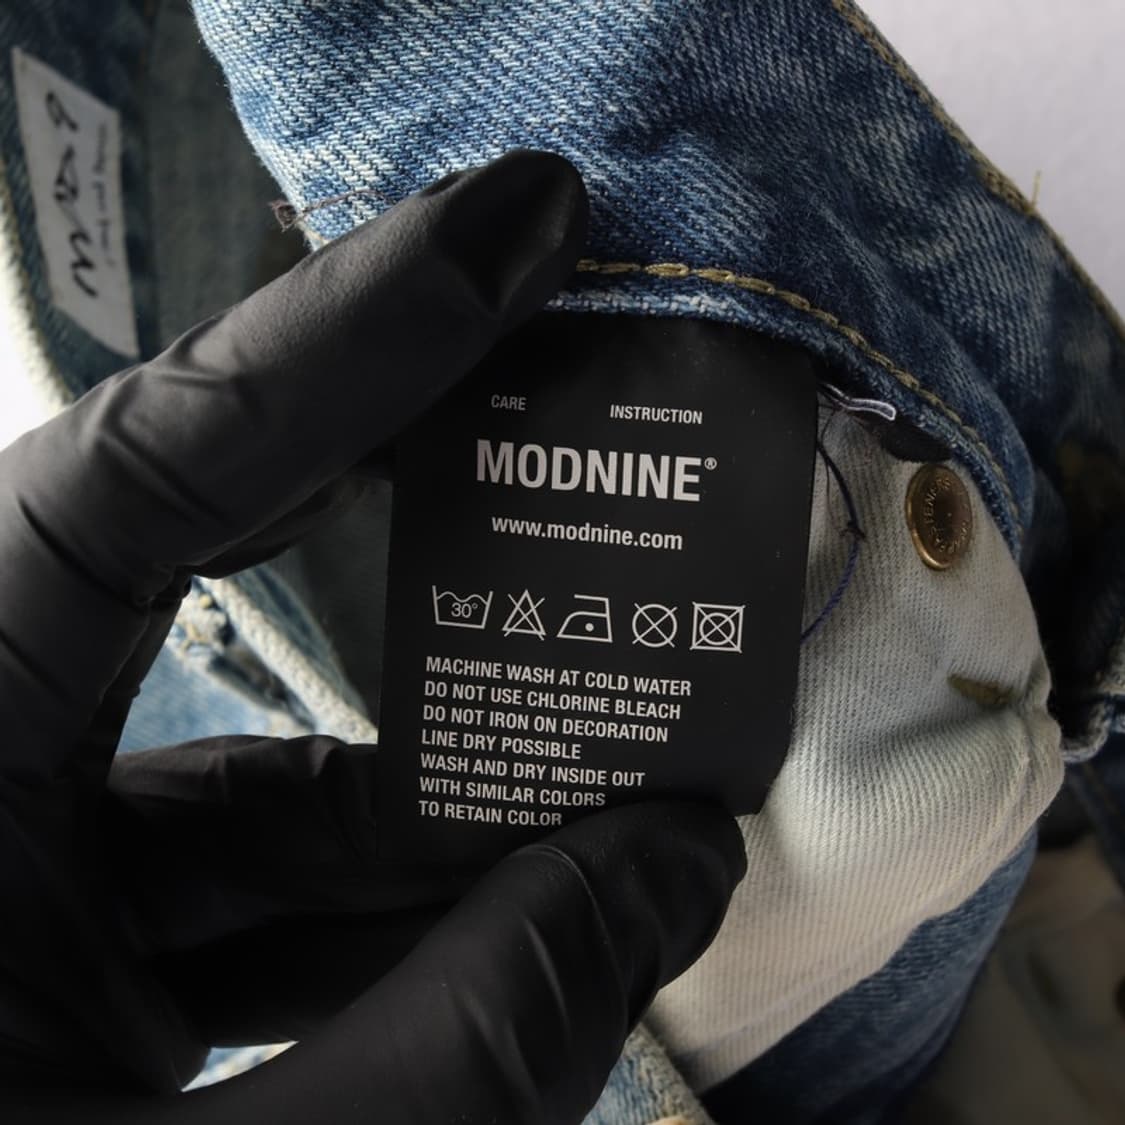 CARE INSTRUCTION
MODNINE®
www.modnine.com
30°
MACHINE WASH AT COLD WATER
DO NOT USE CHLORINE BLEACH
DO NOT IRON ON DECORATION
LINE DRY POSSIBLE
WASH AND DRY INSIDE OUT
WITH SIMILAR COLORS
TO RETAIN COLOR